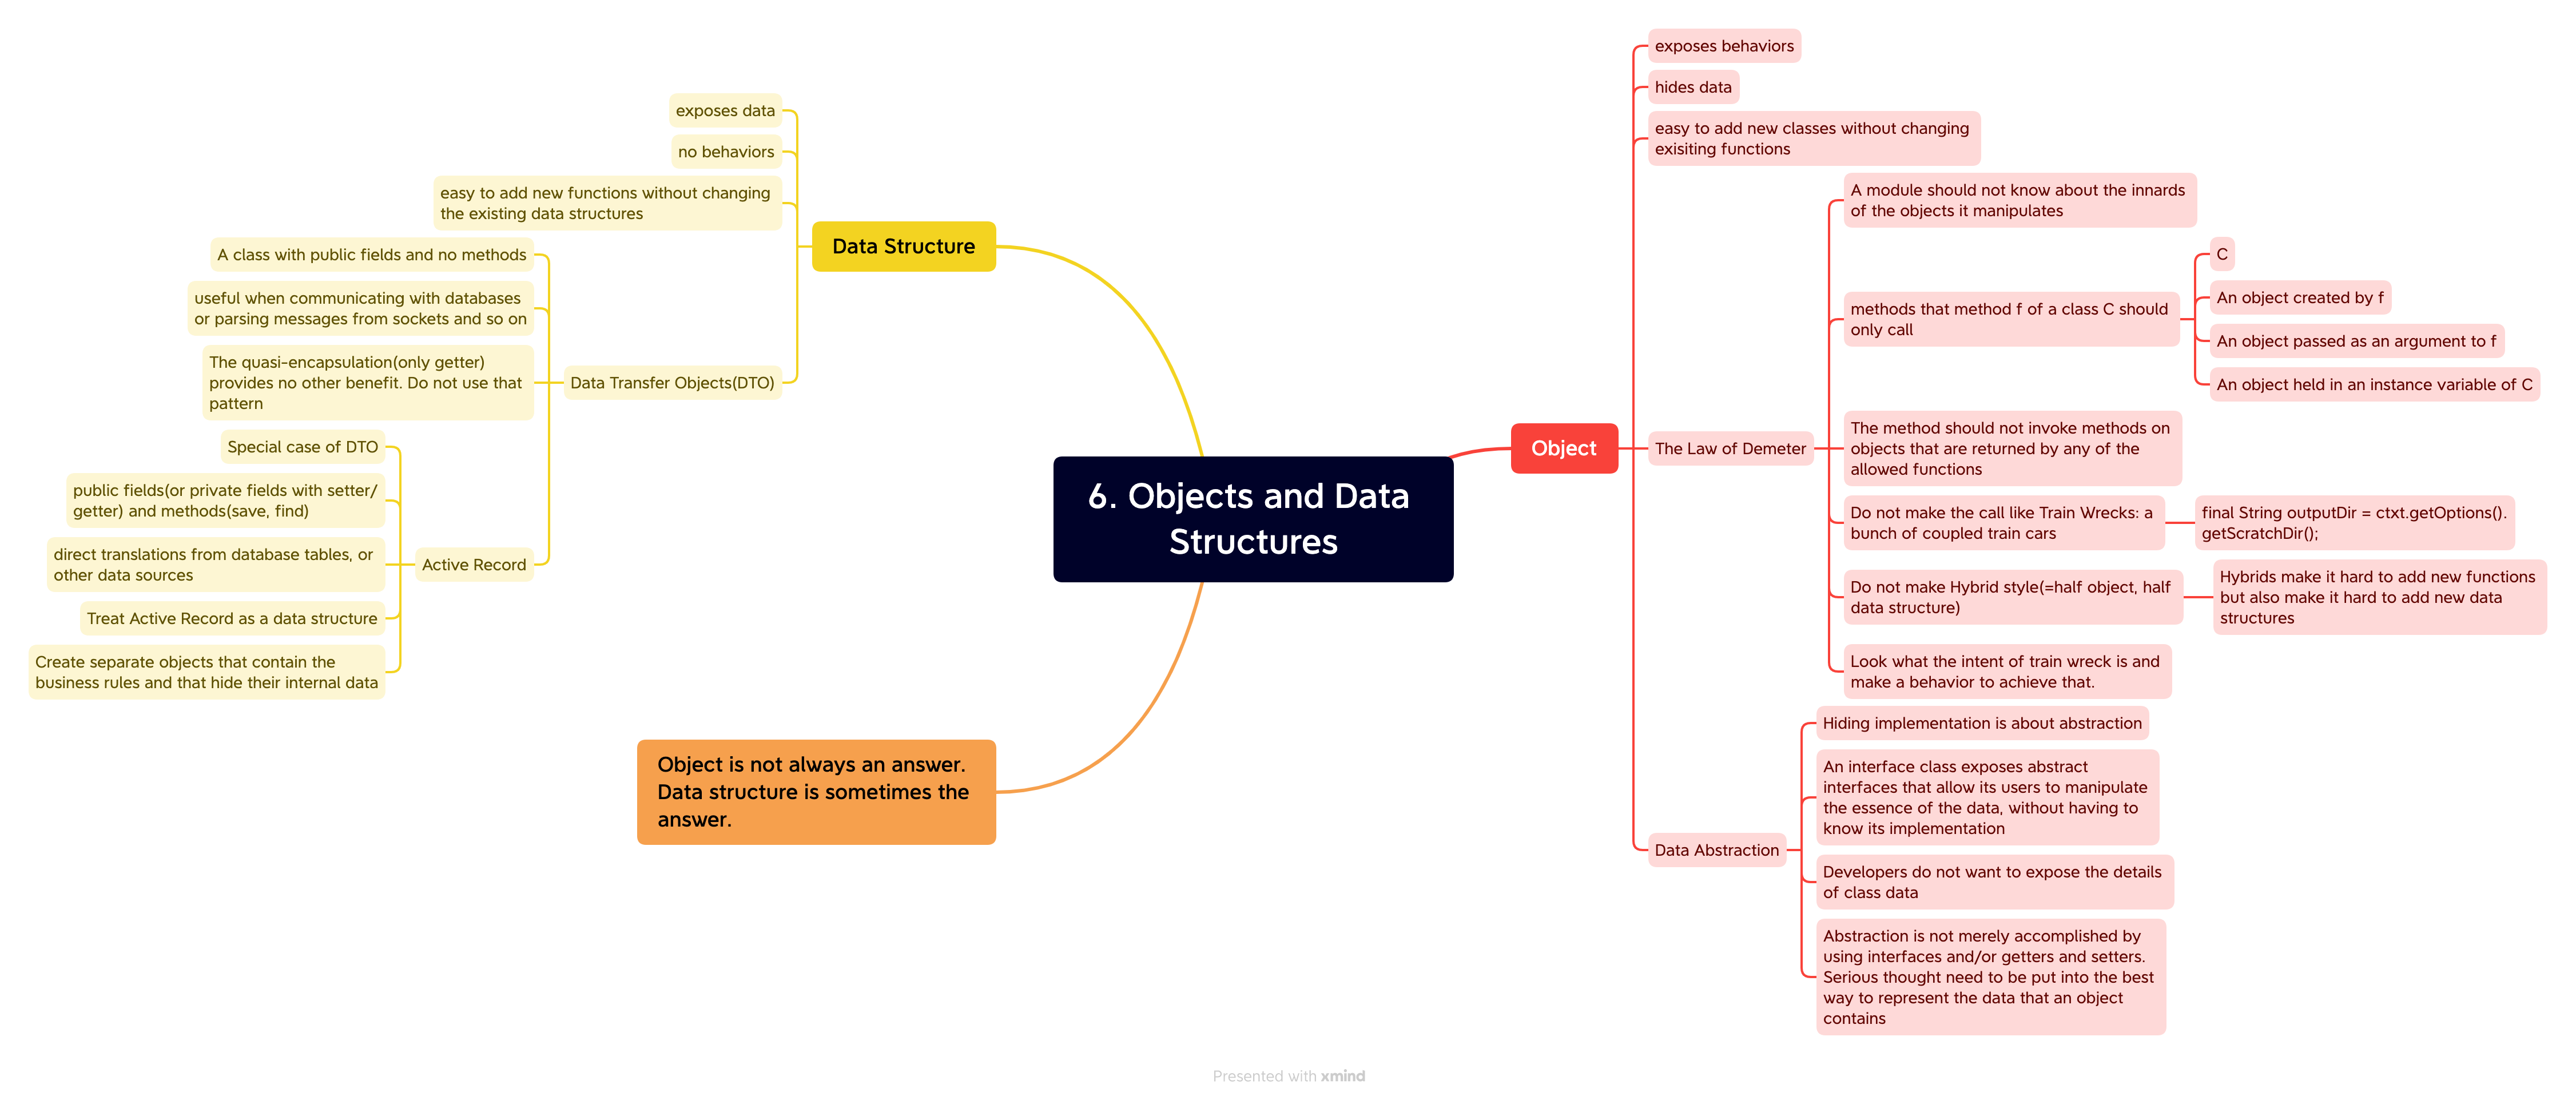 6. Objects and Data
Structures
Data Structure
exposes data
no behaviors
easy to add new functions without changing
the existing data structures
Data Transfer Objects(DTO)
A class with public fields and no methods
useful when communicating with databases
or parsing messages from sockets and so on
The quasi-encapsulation(only getter)
provides no other benefit. Do not use that
pattern
Active Record
Special case of DTO
public fields(or private fields with setter/
getter) and methods(save, find)
direct translations from database tables, or
other data sources
Treat Active Record as a data structure
Create separate objects that contain the
business rules and that hide their internal data
Object is not always an answer.
Data structure is sometimes the
answer.
Object
exposes behaviors
hides data
easy to add new classes without changing
exisiting functions
The Law of Demeter
A module should not know about the innards
of the objects it manipulates
methods that method f of a class C should
only call
C
An object created by f
An object passed as an argument to f
An object held in an instance variable of C
The method should not invoke methods on
objects that are returned by any of the
allowed functions
Do not make the call like Train Wrecks: a
bunch of coupled train cars
final String outputDir = ctxt.getOptions().
getScratchDir();
Do not make Hybrid style(=half object, half
data structure)
Hybrids make it hard to add new functions
but also make it hard to add new data
structures
Look what the intent of train wreck is and
make a behavior to achieve that.
Data Abstraction
Hiding implementation is about abstraction
An interface class exposes abstract
interfaces that allow its users to manipulate
the essence of the data, without having to
know its implementation
Developers do not want to expose the details
of class data
Abstraction is not merely accomplished by
using interfaces and/or getters and setters.
Serious thought need to be put into the best
way to represent the data that an object
contains
Presented with xmind